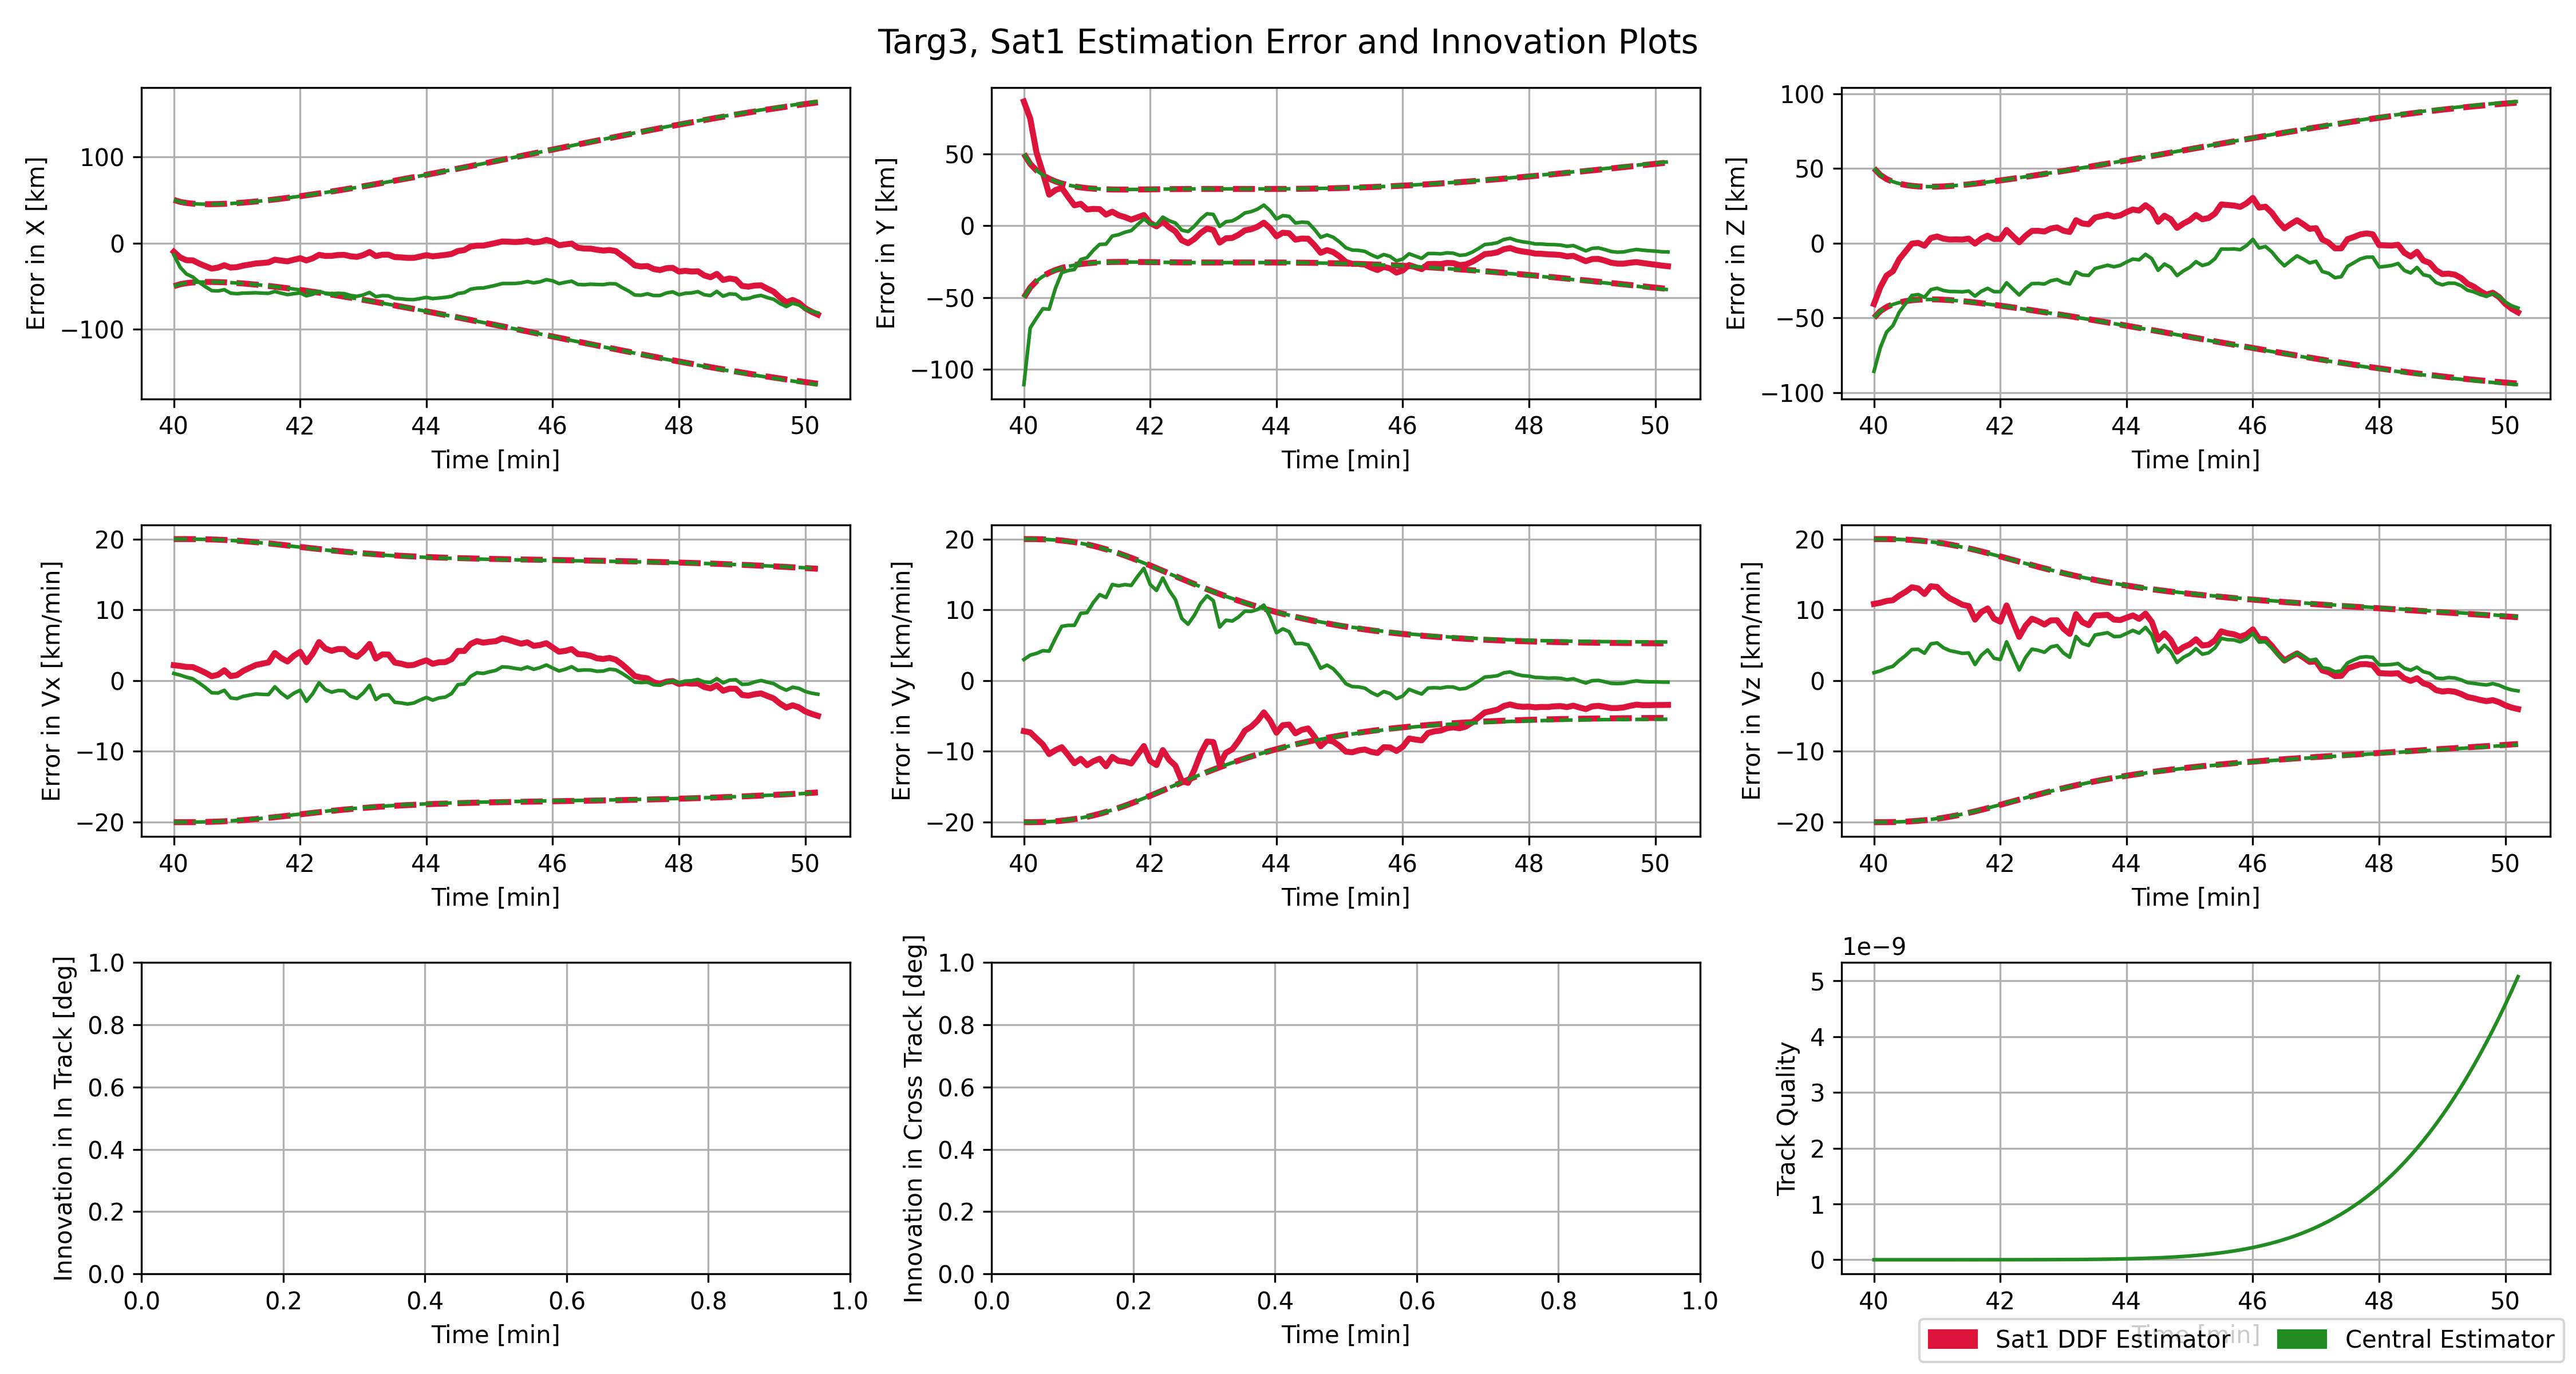 Targ3, Sat1 Estimation Error and Innovation Plots
Error in X [km]
100
0
−100
40 42 44 46 48 50
Time [min]
Error in Y [km]
50
0
−50
−100
40 42 44 46 48 50
Time [min]
Error in Z [km]
100
50
0
−50
−100
40 42 44 46 48 50
Time [min]
Error in Vx [km/min]
20
10
0
−10
−20
40 42 44 46 48 50
Time [min]
Error in Vy [km/min]
20
10
0
−10
−20
40 42 44 46 48 50
Time [min]
Error in Vz [km/min]
20
10
0
−10
−20
40 42 44 46 48 50
Time [min]
Innovation in In Track [deg]
1.0
0.8
0.6
0.4
0.2
0.0
0.0 0.2 0.4 0.6 0.8 1.0
Time [min]
Innovation in Cross Track [deg]
1.0
0.8
0.6
0.4
0.2
0.0
0.0 0.2 0.4 0.6 0.8 1.0
Time [min]
1e−9
Track Quality
5
4
3
2
1
0
40 42 44 46 48 50
Time [min]
Sat1 DDF Estimator
Central Estimator